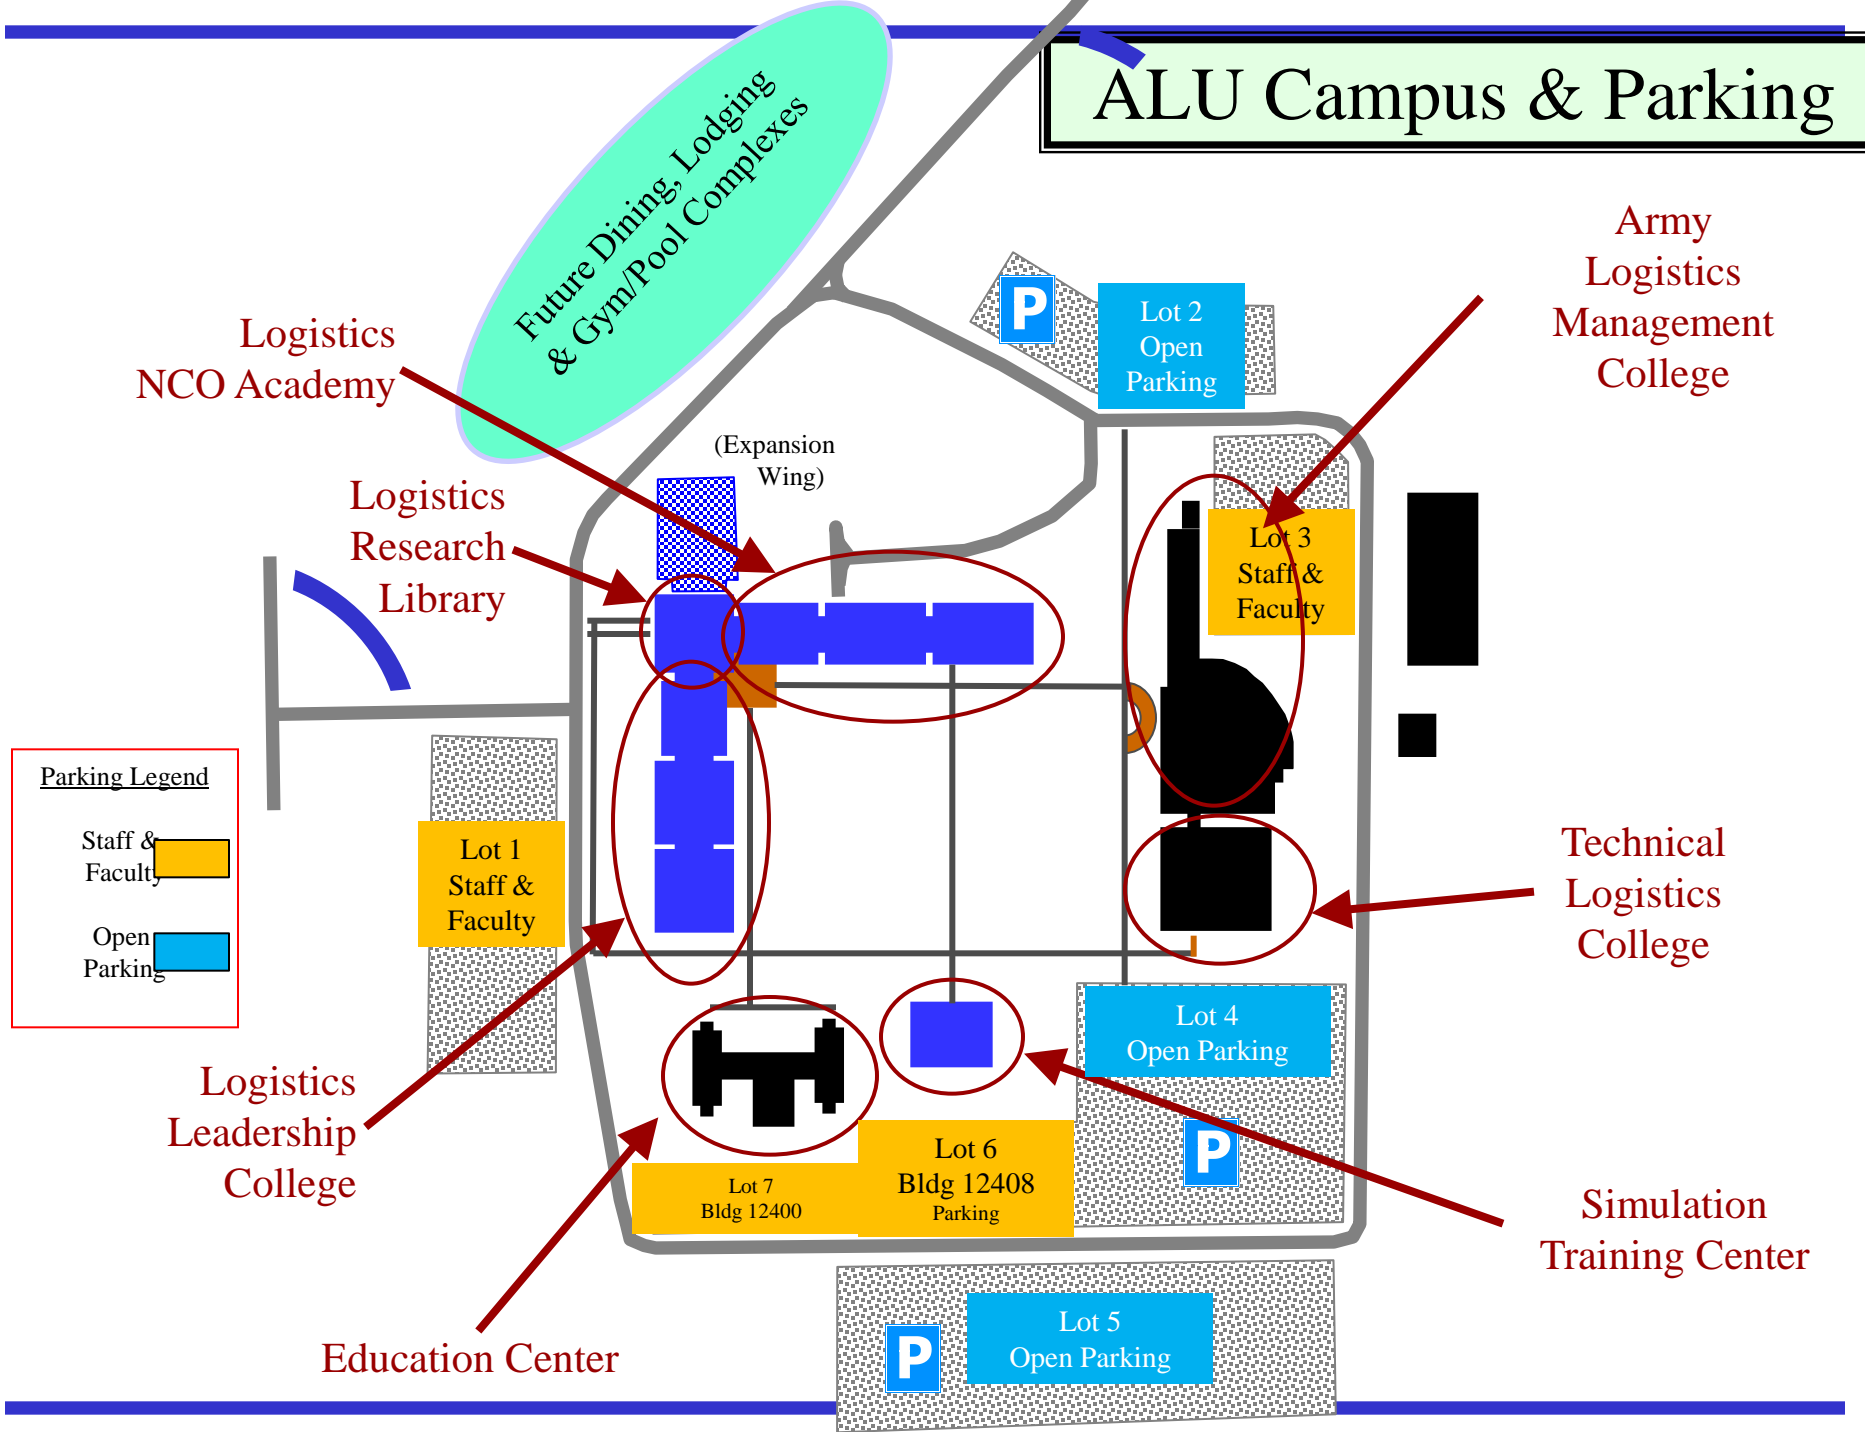 ALU Campus & Parking
Future Dining, Lodging
& Gym/Pool Complexes
Army
Logistics
Management
College
P
Lot 2
Open
Parking
Logistics
NCO Academy
(Expansion
Wing)
Logistics
Research
Library
Lot 3
Staff &
Faculty
Parking Legend
Staff &
Faculty
Open
Parking
Lot 1
Staff &
Faculty
Technical
Logistics
College
Lot 4
Open Parking
P
Logistics
Leadership
College
Lot 6
Bldg 12408
Parking
Lot 7
Bldg 12400
Simulation
Training Center
Education Center
P
Lot 5
Open Parking